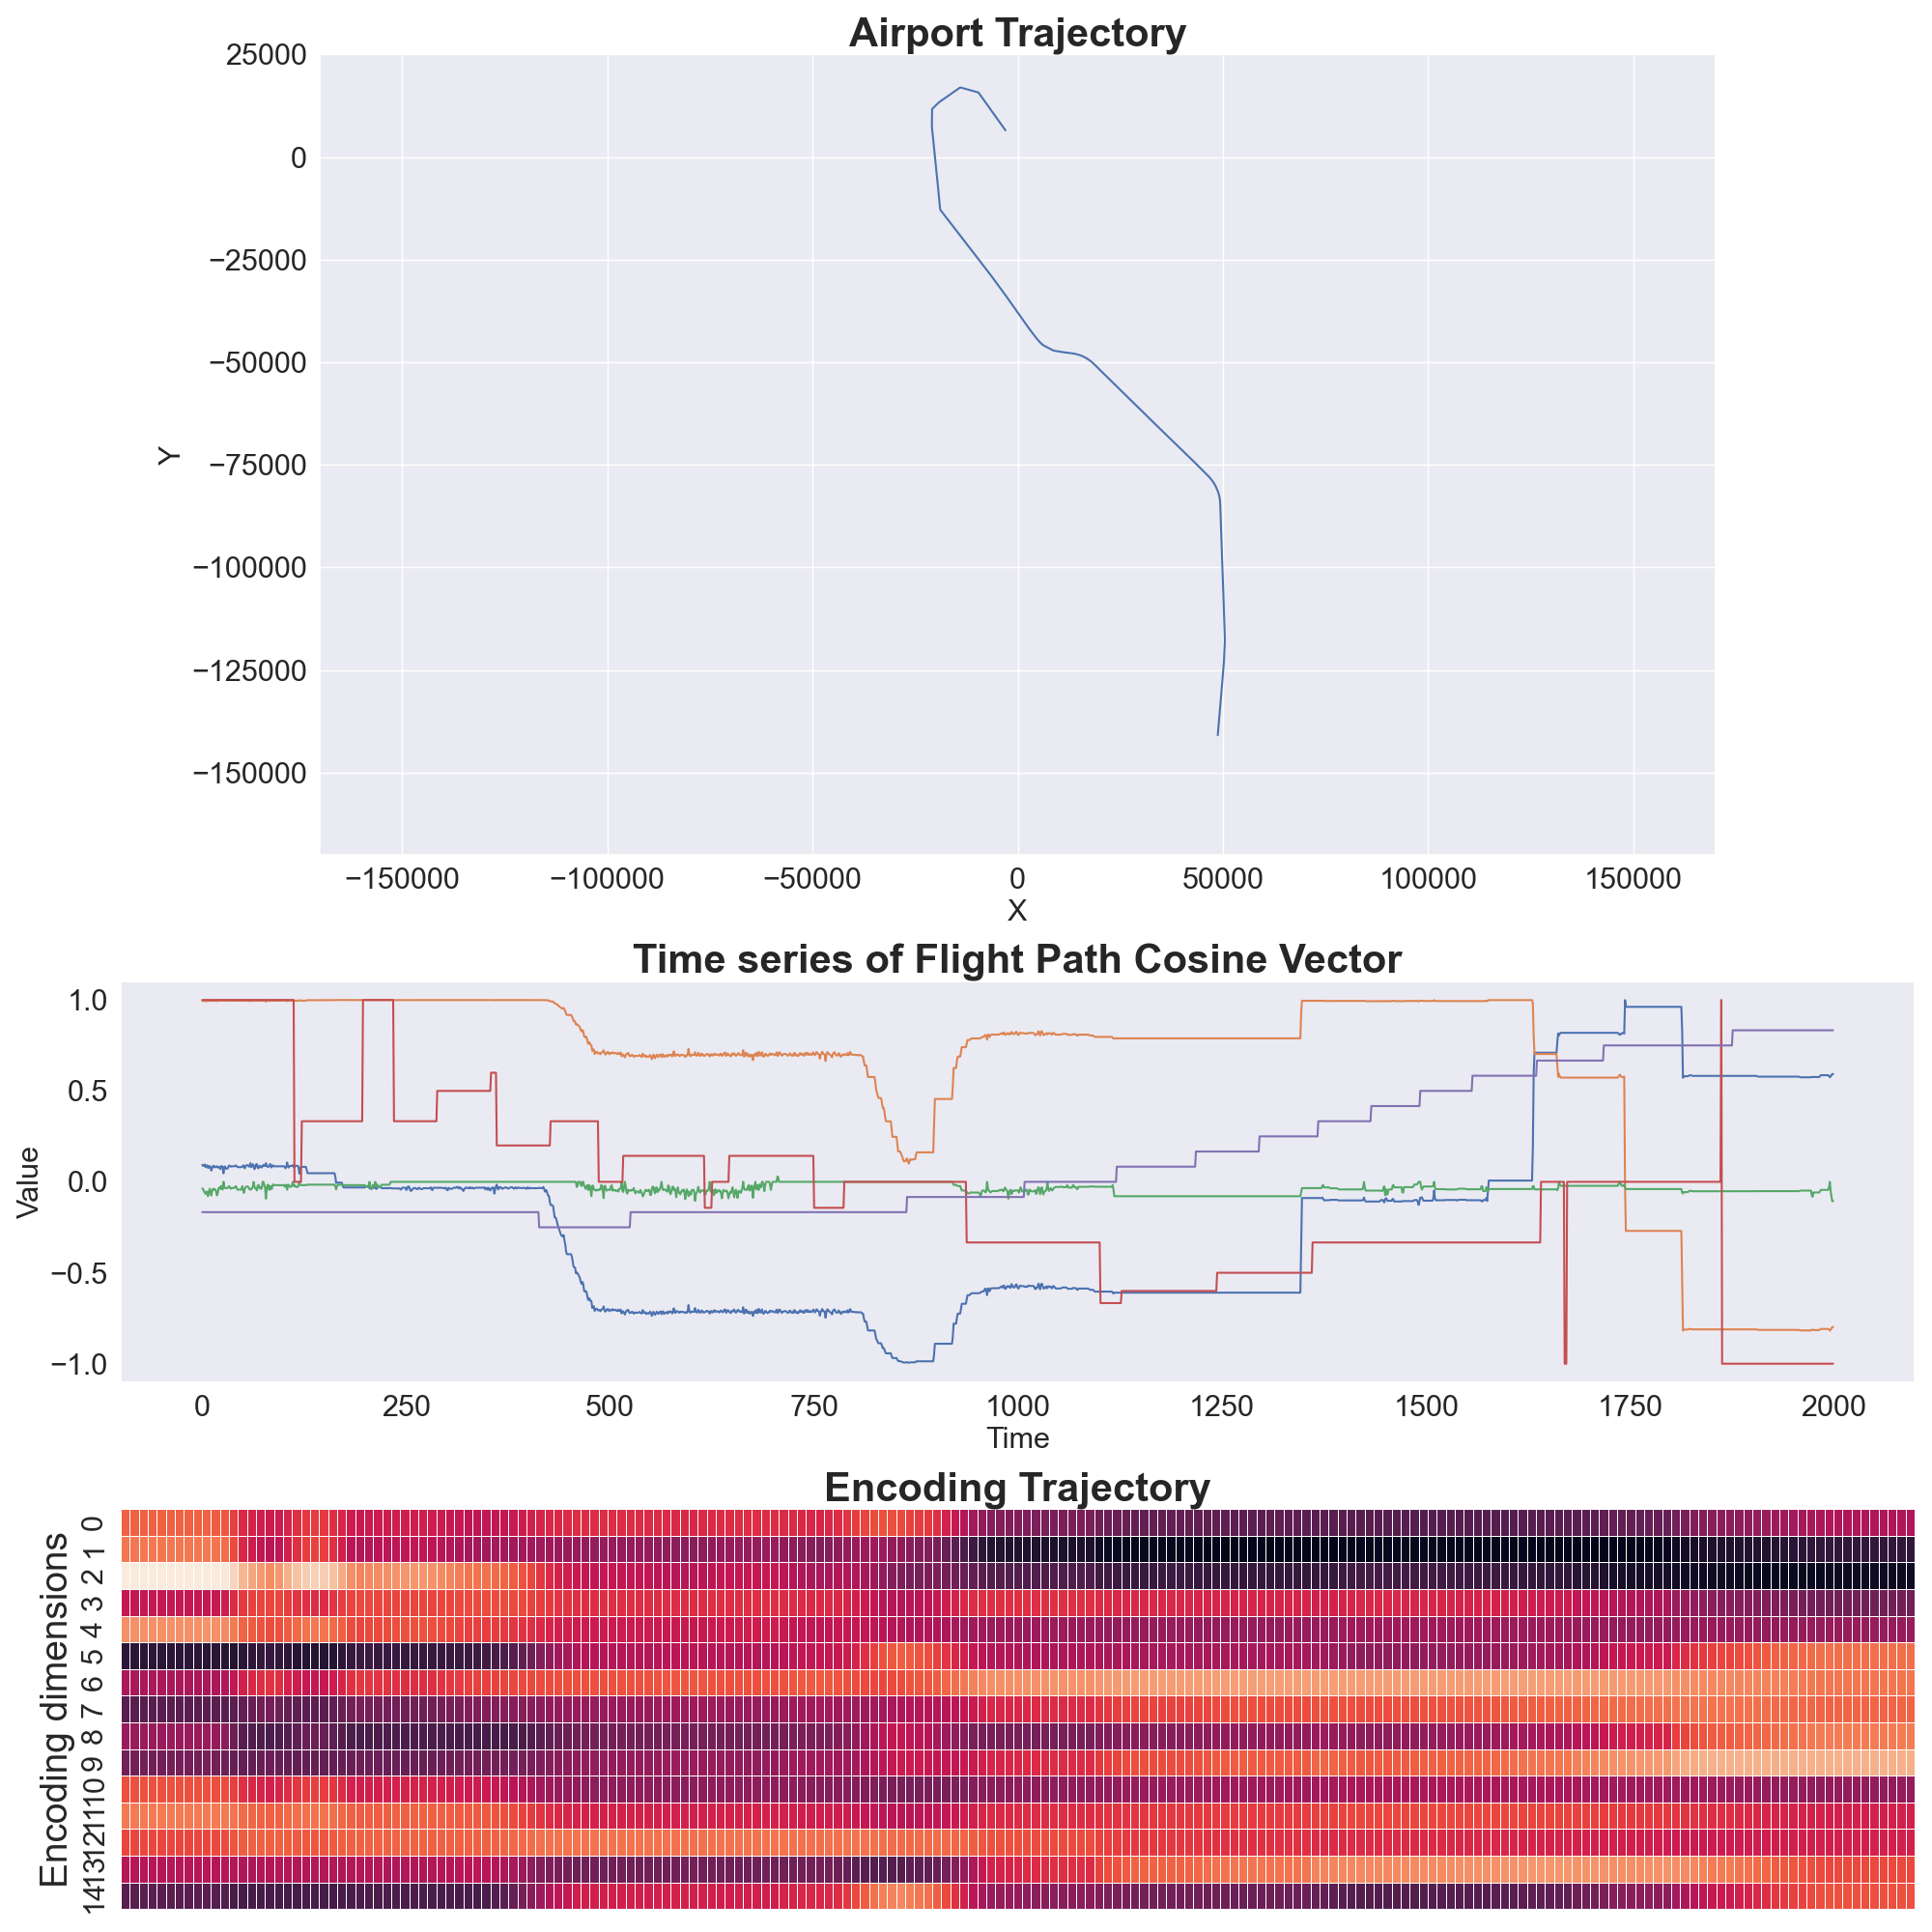 Airport Trajectory
25000
0
−25000
−50000
−75000
−100000
−125000
−150000
Y
−150000 −100000 −50000 0 50000 100000 150000
X
Time series of Flight Path Cosine Vector
1.0
0.5
0.0
−0.5
−1.0
Value
0 250 500 750 1000 1250 1500 1750 2000
Time
Encoding Trajectory
Encoding dimensions
0
1
2
3
4
5
6
7
8
9
10
11
12
13
14